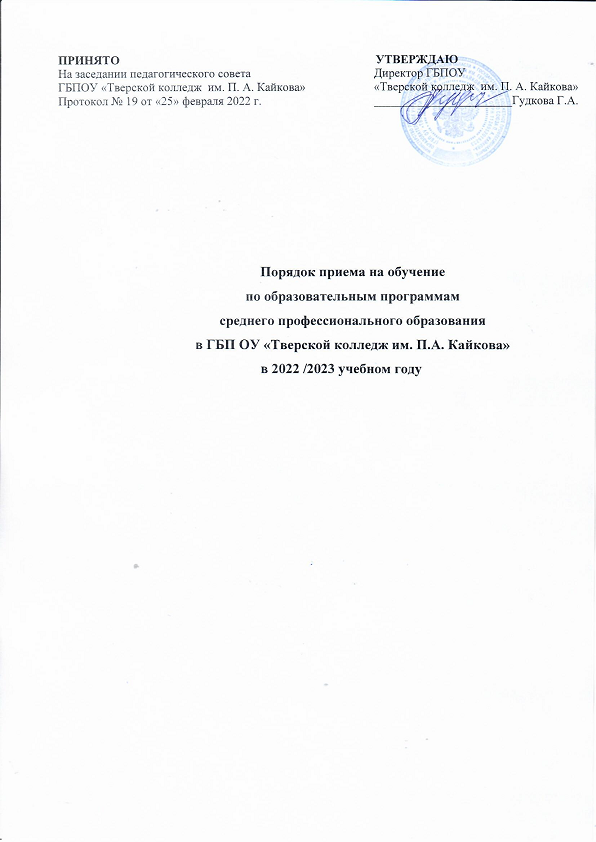 ПРИНЯТО
На заседании педагогического совета
ГБПОУ «Тверской колледж им. П. А. Кайкова»
Протокол № 19 от «25» февраля 2022 г.
УТВЕРЖДАЮ
Директор ГБПОУ
«Тверской колледж им. П. А. Кайкова»
Гудкова Г.А.
Порядок приема на обучение
по образовательным программам
среднего профессионального образования
в ГБП ОУ «Тверской колледж им. П.А. Кайкова»
в 2022 /2023 учебном году